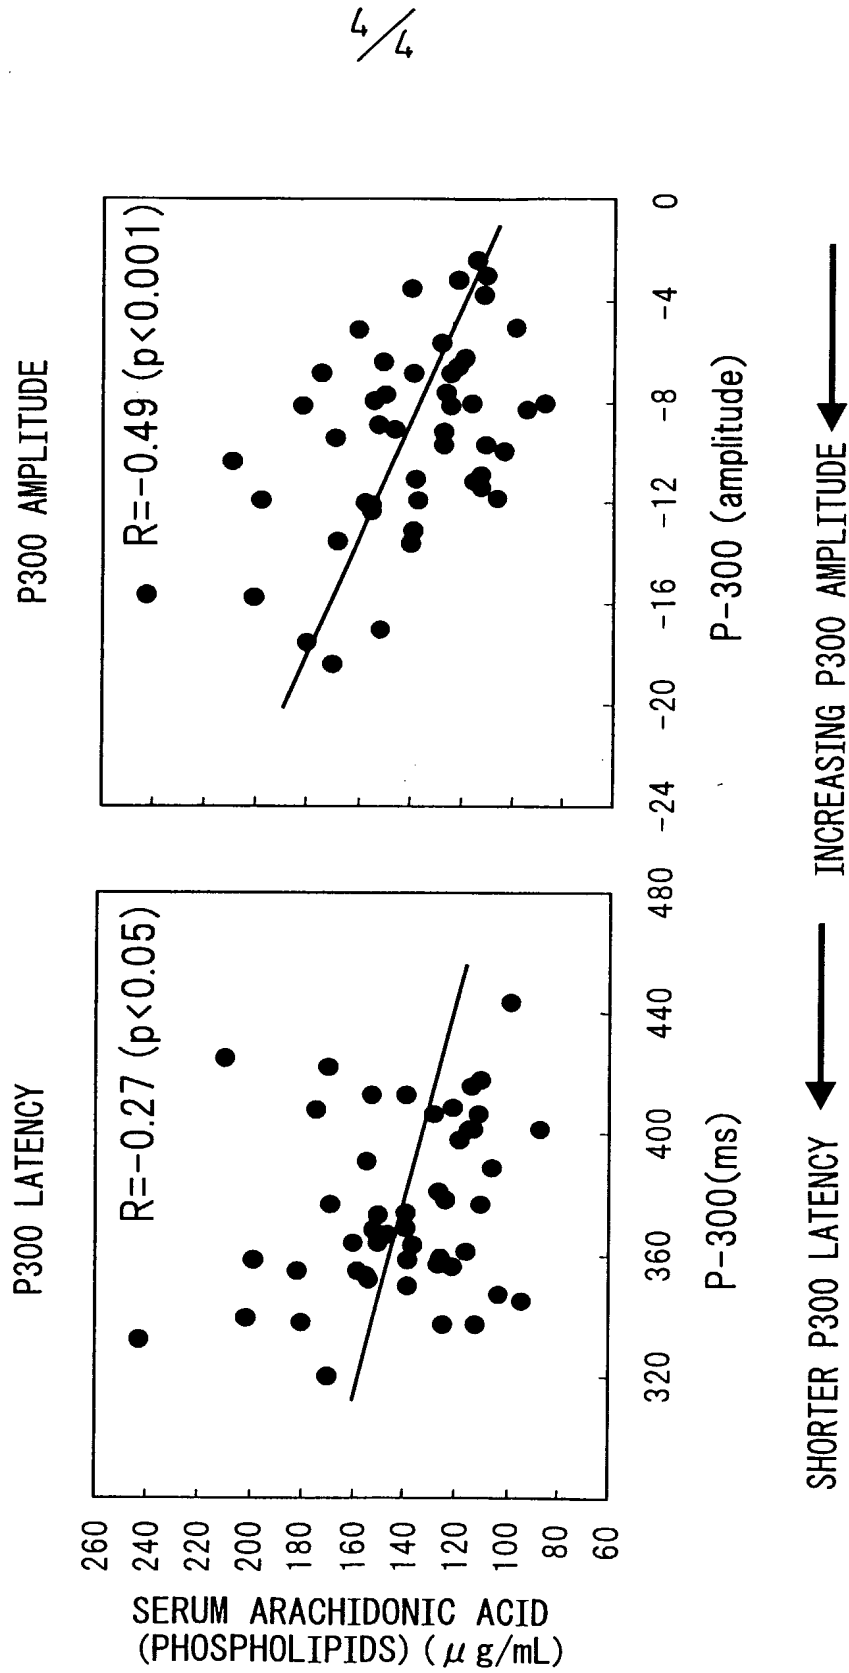 4/4
P300 LATENCY
R=-0.27 (p<0.05)
260
240
220
200
180
160
140
120
100
80
60
SERUM ARACHIDONIC ACID
(PHOSPHOLIPIDS) (μg/mL)
320
360
400
440
480
P-300(ms)
SHORTER P300 LATENCY
P300 AMPLITUDE
R=-0.49 (p<0.001)
-24
-20
-16
-12
-8
-4
0
P-300 (amplitude)
INCREASING P300 AMPLITUDE